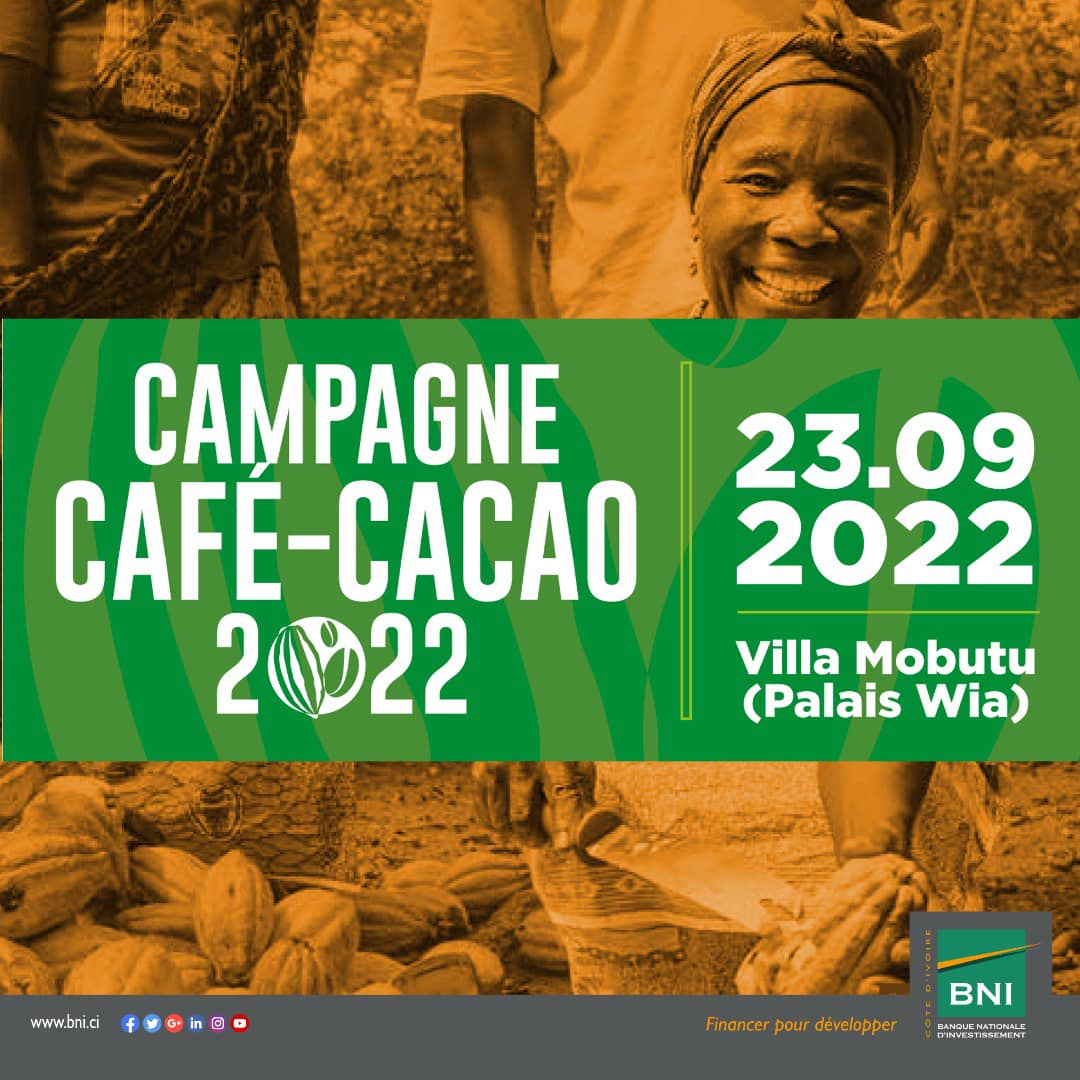 CAMPAGNE
CAFÉ-CACAO
2022
23.09
2022
Villa Mobutu
(Palais Wia)
www.bni.ci
Financer pour développer
CÔTE D'IVOIRE
BNI
BANQUE NATIONALE
D'INVESTISSEMENT